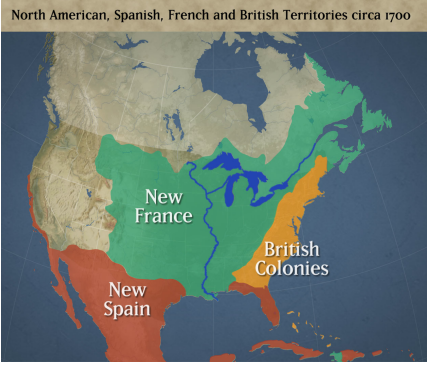 North American, Spanish, French and British Territories circa 1700
New
France
British
Colonies
New
Spain